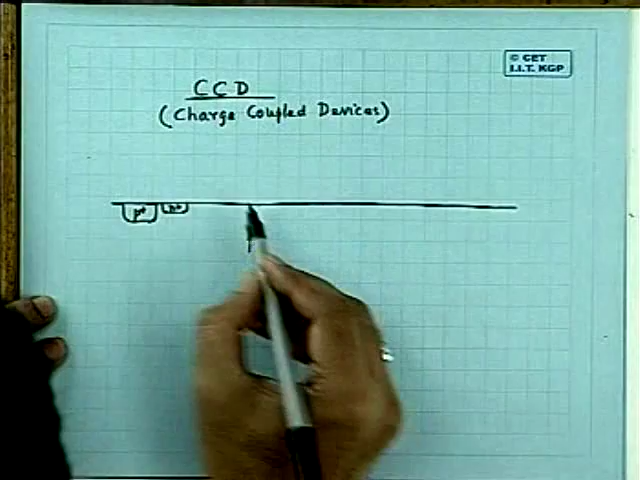 © CET
I.I.T. KGP
CCD
(Charge Coupled Devices)
p+ n+